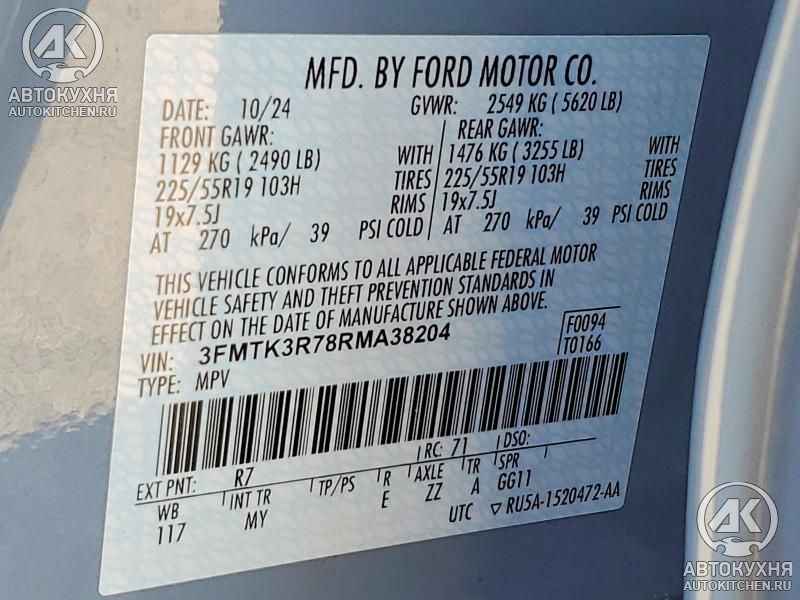 AK
АВТОКУХНЯ
AUTOKITCHEN.RU
MFD. BY FORD MOTOR CO.
DATE: 10/24 GVWR: 2549 KG ( 5620 LB)
FRONT GAWR: REAR GAWR:
1129 KG ( 2490 LB) WITH 1476 KG ( 3255 LB) WITH
225/55R19 103H TIRES 225/55R19 103H TIRES
19x7.5J RIMS 19x7.5J RIMS
AT 270 kPa/ 39 PSI COLD AT 270 kPa/ 39 PSI COLD
THIS VEHICLE CONFORMS TO ALL APPLICABLE FEDERAL MOTOR
VEHICLE SAFETY AND THEFT PREVENTION STANDARDS IN
EFFECT ON THE DATE OF MANUFACTURE SHOWN ABOVE.
VIN: 3FMTK3R78RMA38204 F0094
TYPE: MPV T0166
EXT PNT: R7 RC: 71 DSO:
WB INT TR TP/PS R AXLE TR SPR
117 MY E ZZ A GG11
UTC ▽ RU5A-1520472-AA
AK
АВТОКУХНЯ
AUTOKITCHEN.RU